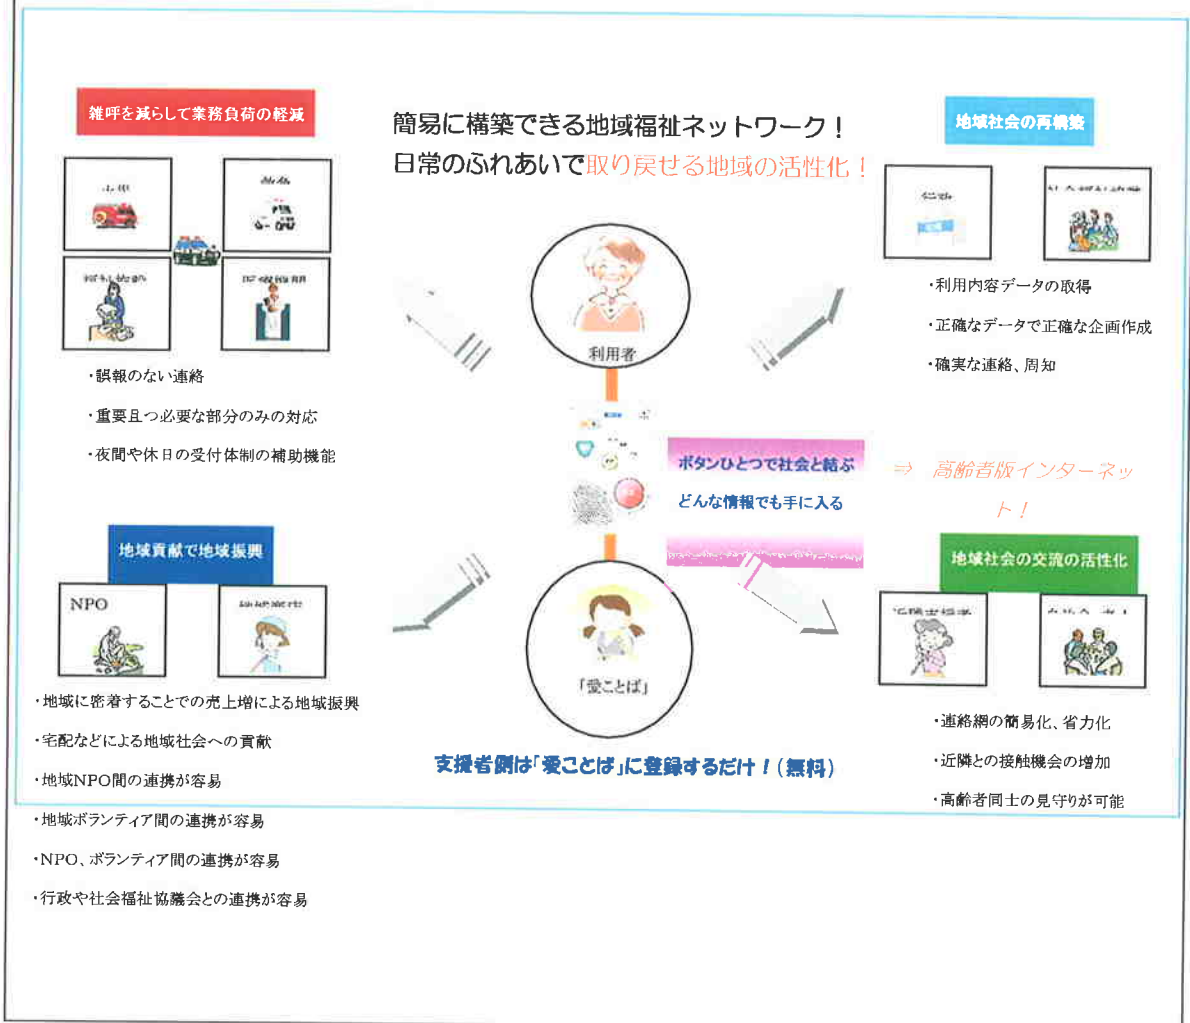 雑呼を減らして業務負荷の軽減
簡易に構築できる地域福祉ネットワーク！
日常のふれあいで取り戻せる地域の活性化！
地域社会の再構築
・誤報のない連絡
・重要且つ必要な部分のみの対応
・夜間や休日の受付体制の補助機能
利用者
・利用内容データの取得
・正確なデータで正確な企画作成
・確実な連絡、周知
ボタンひとつで社会と結ぶ
どんな情報でも手に入る
⇒ 高齢者版インターネッ
ト！
地域貢献で地域振興
NPO
・地域に密着することでの売上増による地域振興
・宅配などによる地域社会への貢献
・地域NPO間の連携が容易
・地域ボランティア間の連携が容易
・NPO、ボランティア間の連携が容易
・行政や社会福祉協議会との連携が容易
「愛ことば」
支援者側は「愛ことば」に登録するだけ！（無料）
地域社会の交流の活性化
・連絡網の簡易化、省力化
・近隣との接触機会の増加
・高齢者同士の見守りが可能